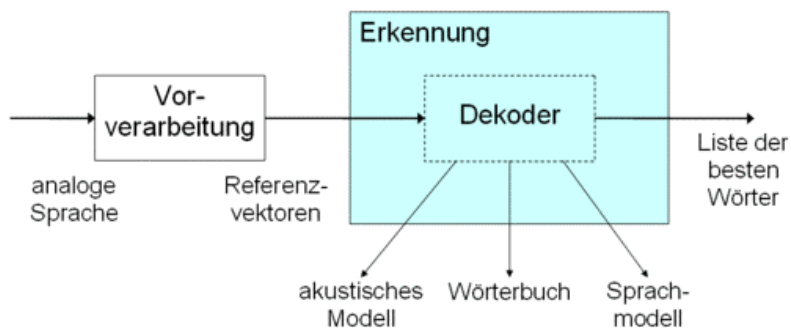 Erkennung
Vor-
verarbeitung
Dekoder
analoge
Sprache
Referenz-
vektoren
Liste der
besten
Wörter
akustisches
Modell
Wörterbuch
Sprach-
modell